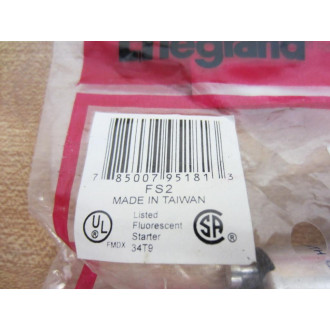 legrand
7 85007 95181 3
FS2
MADE IN TAIWAN
UL
Listed
Fluorescent
Starter
34T9
FMDX
SA